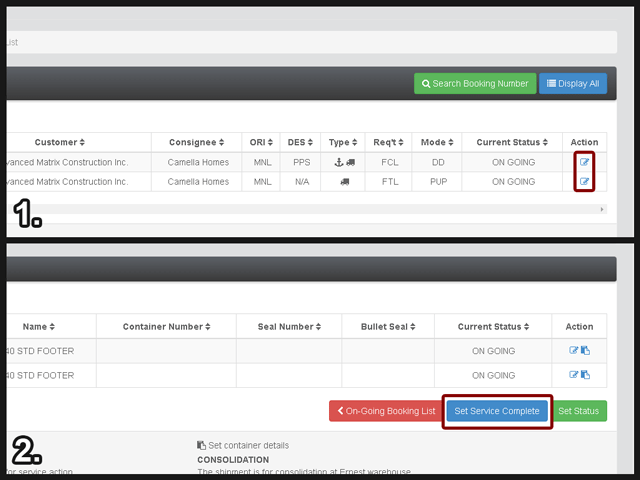 List
Search Booking Number Display All
Customer Consignee ORI DES Type Req't Mode Current Status Action
vanced Matrix Construction Inc. Camella Homes MNL PPS FCL DD ON GOING
vanced Matrix Construction Inc. Camella Homes MNL N/A FTL PUP ON GOING
1.
Name Container Number Seal Number Bullet Seal Current Status Action
40 STD FOOTER ON GOING
40 STD FOOTER ON GOING
On-Going Booking List Set Service Complete Set Status
2.
Set container details
CONSOLIDATION
for service action. The shipment is for consolidation at Ernest warehouse